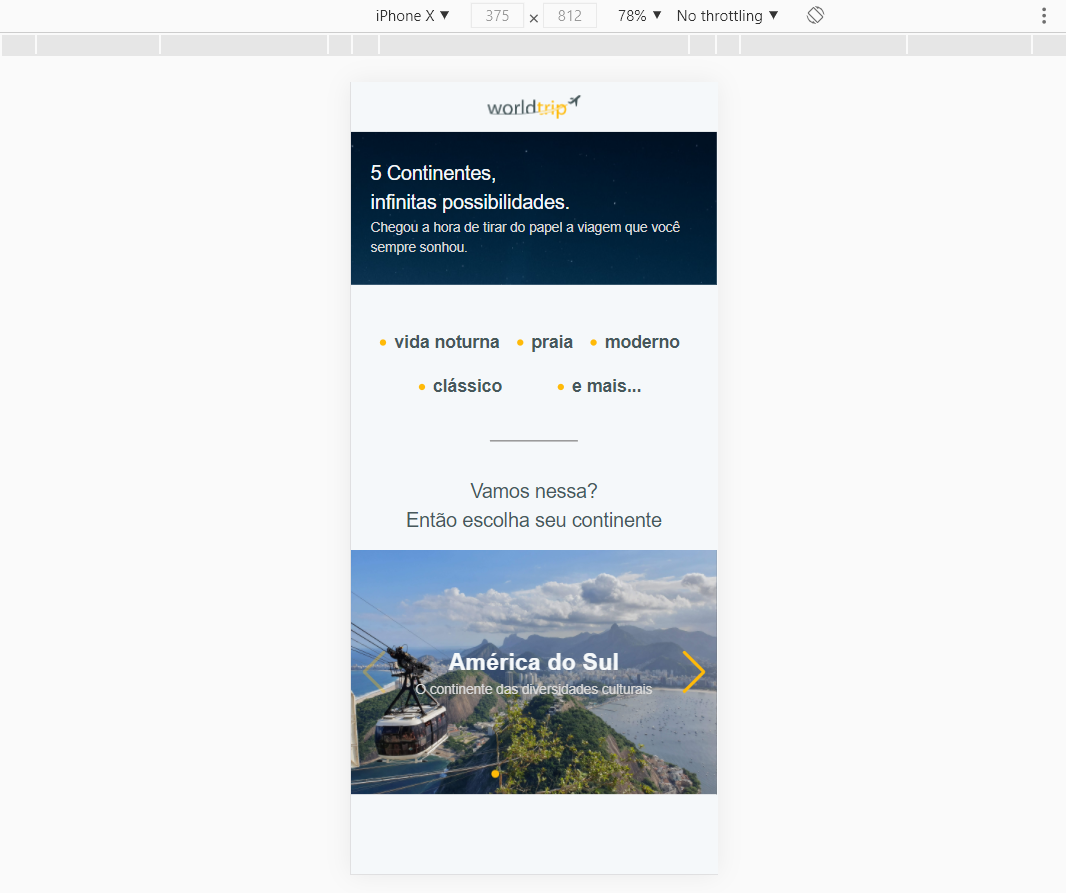 iPhone X ▼ 375 × 812 78% ▼ No throttling ▼
worldtrip
5 Continentes,
infinitas possibilidades.
Chegou a hora de tirar do papel a viagem que você
sempre sonhou.
• vida noturna • praia • moderno
• clássico • e mais...
Vamos nessa?
Então escolha seu continente
América do Sul
O continente das diversidades culturais